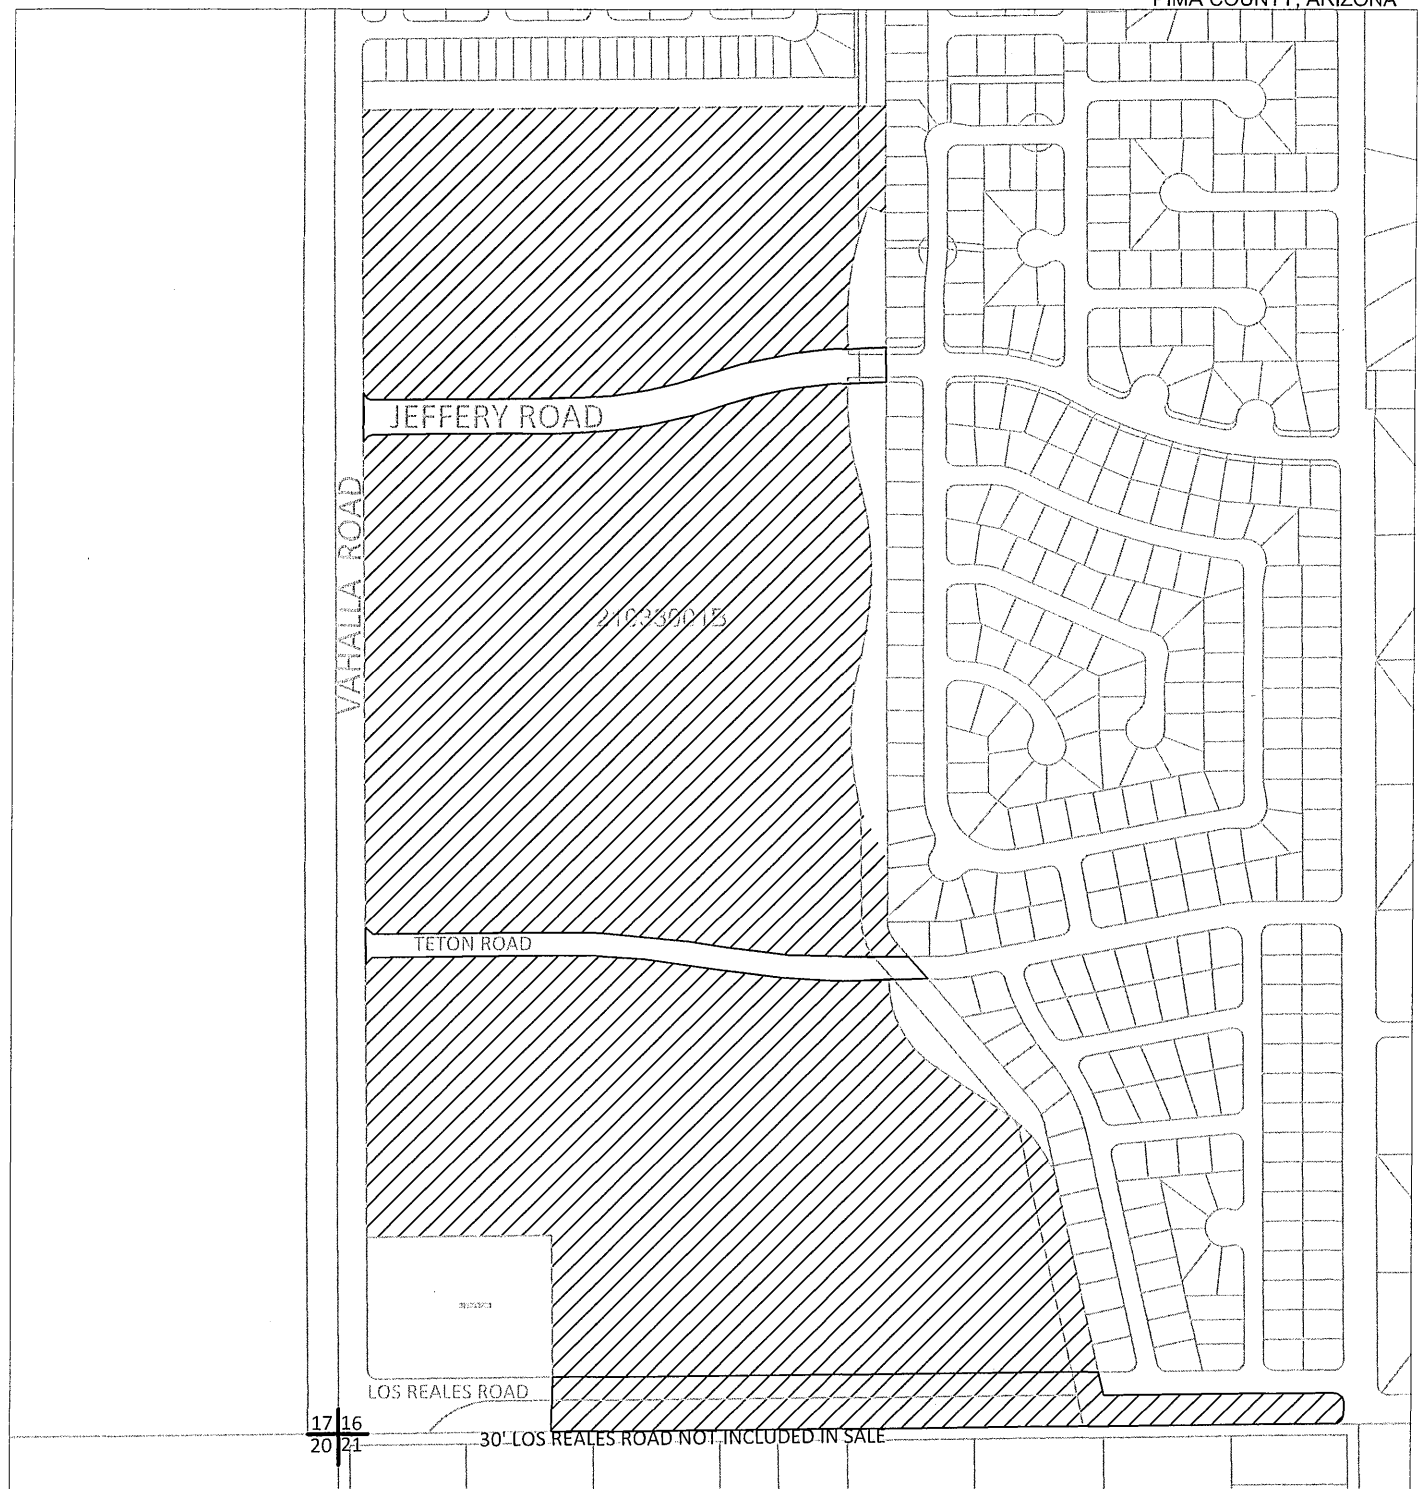 PIMA COUNTY, ARIZONA
JEFFERY ROAD
VAHALLA ROAD
TETON ROAD
LOS REALES ROAD
17 16
20 21
30' LOS REALES ROAD NOT INCLUDED IN SALE